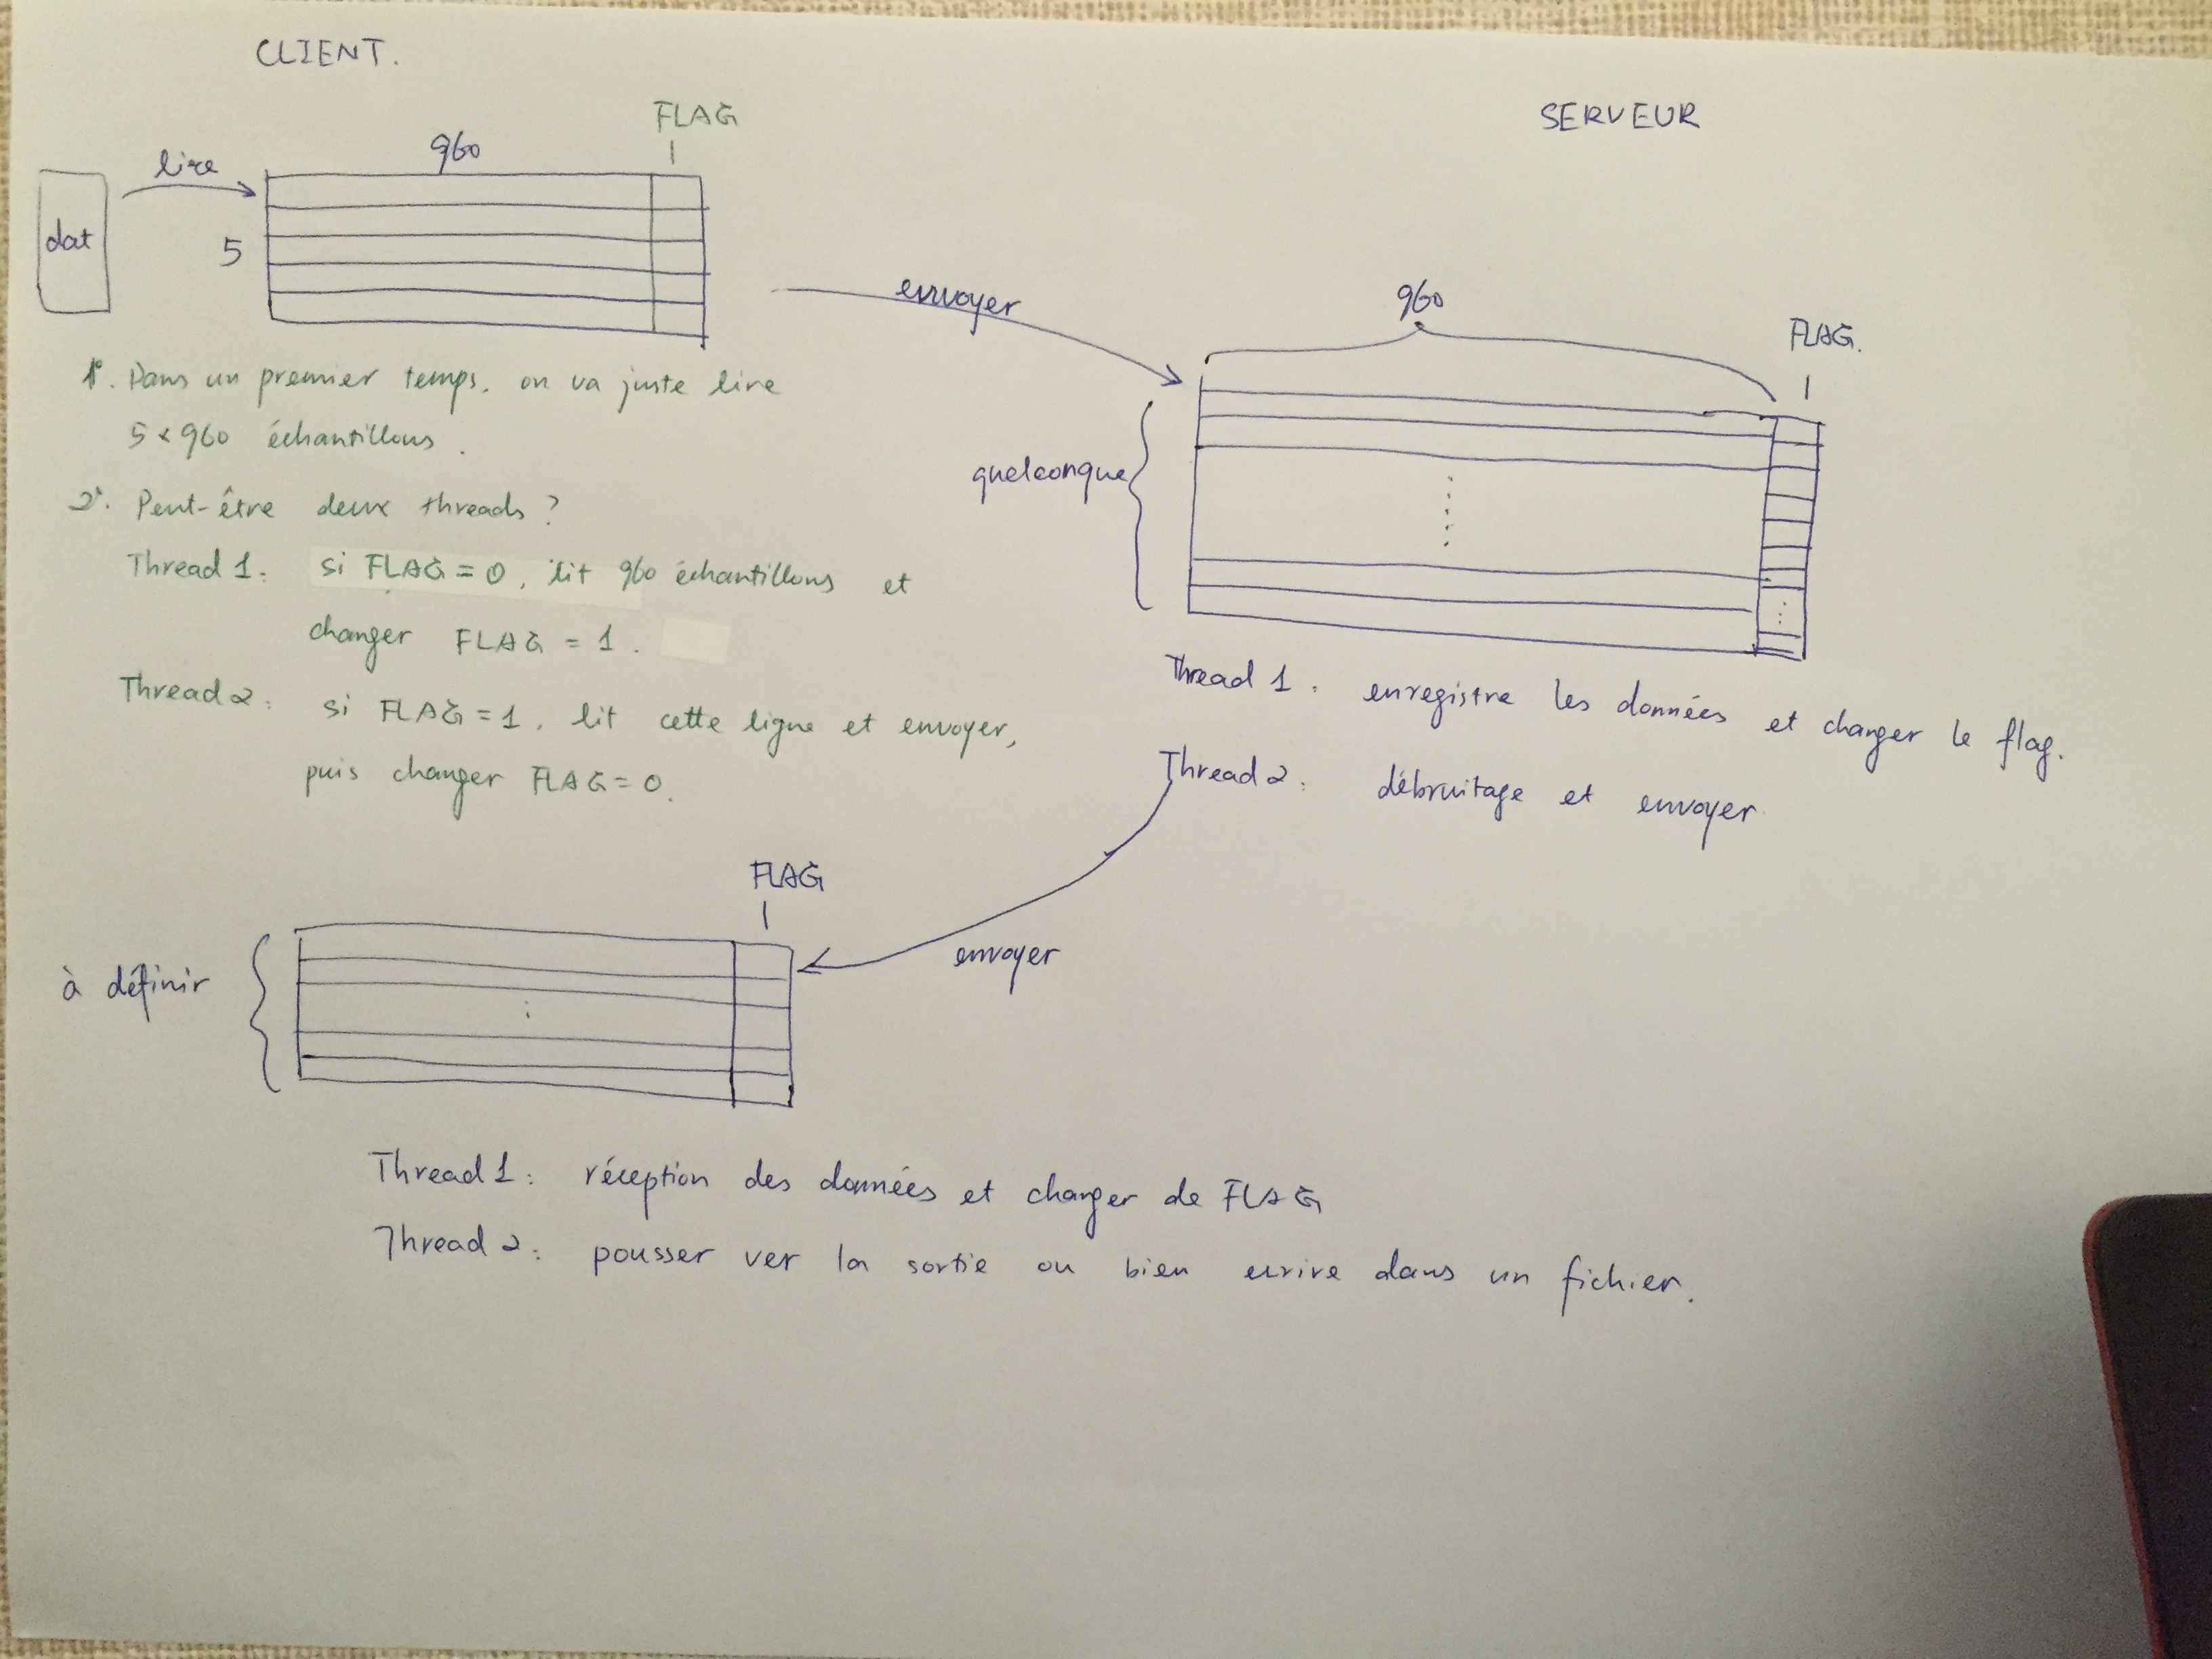 CLIENT.
SERVEUR
FLAG
960
lire
dat
5
envoyer
960
FLAG.
quelconque
1°. Dans un premier temps, on va juste lire
5 x 960 échantillons.
2°. Peut-être deux threads ?
Thread 1: si FLAG = 0, lit 960 échantillons et
changer FLAG = 1.
Thread 2: si FLAG = 1, lit cette ligne et envoyer,
puis changer FLAG = 0.
Thread 1: enregistre les données et changer le flag.
Thread 2: débruitage et envoyer
FLAG
envoyer
à définir
Thread 1: réception des données et changer de FLAG
Thread 2: pousser ver la sortie ou bien ecrire dans un fichier.